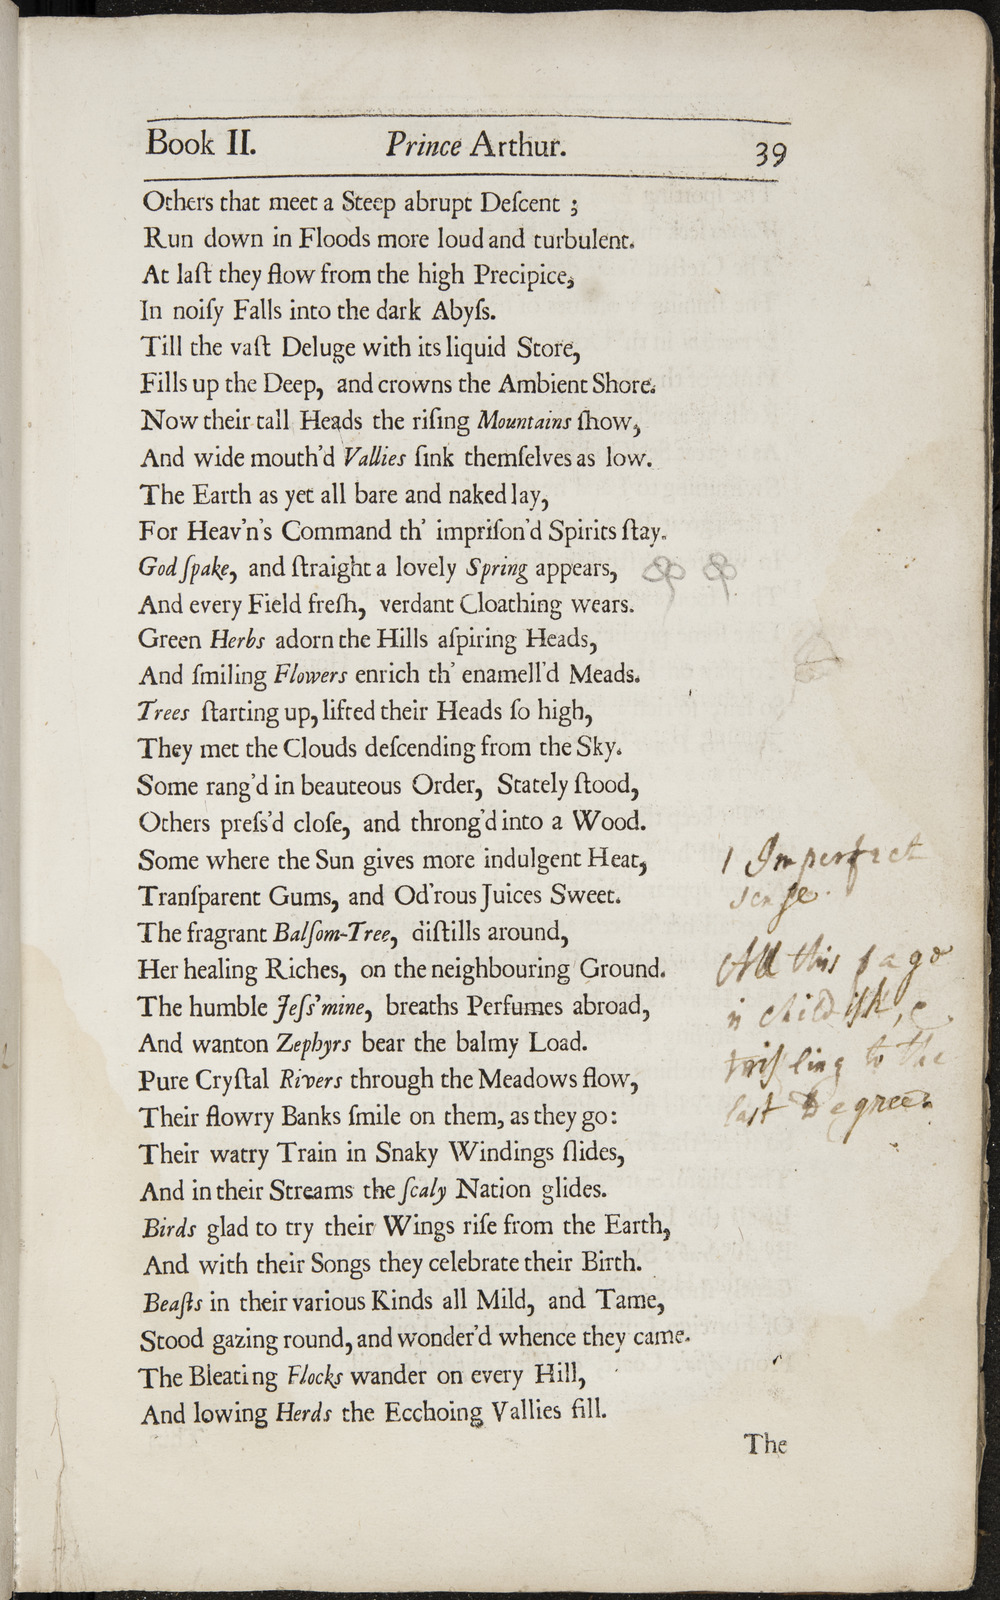 Book II. Prince Arthur. 39
Others that meet a Steep abrupt Deſcent ;
Run down in Floods more loud and turbulent.
At laſt they flow from the high Precipice,
In noiſy Falls into the dark Abyſs.
Till the vaſt Deluge with its liquid Store,
Fills up the Deep, and crowns the Ambient Shore.
Now their tall Heads the riſing Mountains ſhow,
And wide mouth'd Vallies ſink themſelves as low.
The Earth as yet all bare and naked lay,
For Heav'n's Command th' impriſon'd Spirits ſtay.
God ſpake, and ſtraight a lovely Spring appears,
And every Field freſh, verdant Cloathing wears.
Green Herbs adorn the Hills aſpiring Heads,
And ſmiling Flowers enrich th' enamell'd Meads.
Trees ſtarting up, lifted their Heads ſo high,
They met the Clouds deſcending from the Sky.
Some rang'd in beauteous Order, Stately ſtood,
Others preſs'd cloſe, and throng'd into a Wood.
Some where the Sun gives more indulgent Heat,
Tranſparent Gums, and Od'rous Juices Sweet.
The fragrant Balſom-Tree, diſtills around,
Her healing Riches, on the neighbouring Ground.
The humble Jeſs'mine, breaths Perfumes abroad,
And wanton Zephyrs bear the balmy Load.
Pure Cryſtal Rivers through the Meadows flow,
Their flowry Banks ſmile on them, as they go:
Their watry Train in Snaky Windings ſlides,
And in their Streams the ſcaly Nation glides.
Birds glad to try their Wings riſe from the Earth,
And with their Songs they celebrate their Birth.
Beaſts in their various Kinds all Mild, and Tame,
Stood gazing round, and wonder'd whence they came.
The Bleating Flocks wander on every Hill,
And lowing Herds the Ecchoing Vallies fill.
The
1 Imperfect
sense.
All this page
is childish,
trifling to the
last Degree.